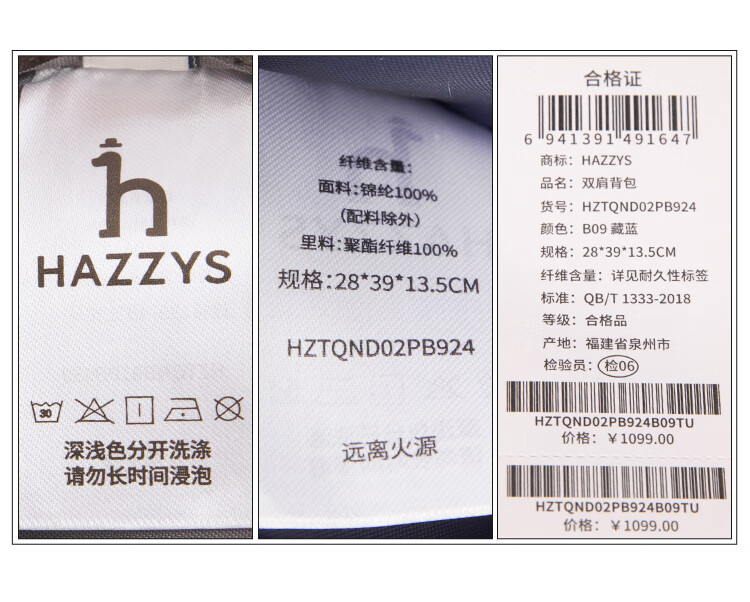 HAZZYS
30
深浅色分开洗涤
请勿长时间浸泡
纤维含量:
面料:锦纶100%
(配料除外)
里料:聚酯纤维100%
规格:28*39*13.5CM
HZTQND02PB924
远离火源
合格证
6 941391 491647
商标: HAZZYS
品名: 双肩背包
货号: HZTQND02PB924
颜色: B09 藏蓝
规格: 28*39*13.5CM
纤维含量: 详见耐久性标签
标准: QB/T 1333-2018
等级: 合格品
产地: 福建省泉州市
检验员: 检06
HZTQND02PB924B09TU
价格: ¥1099.00
HZTQND02PB924B09TU
价格: ¥1099.00